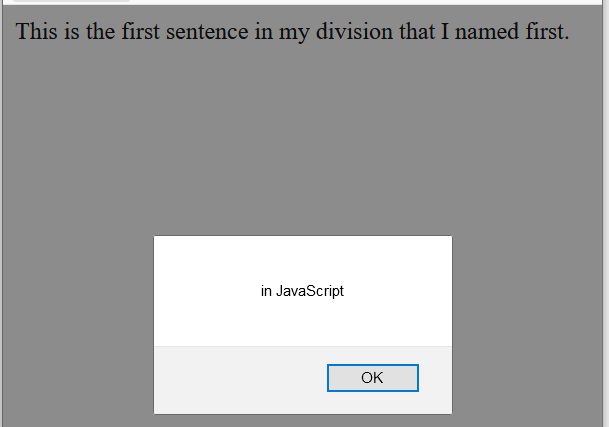 This is the first sentence in my division that I named first.
in JavaScript
OK